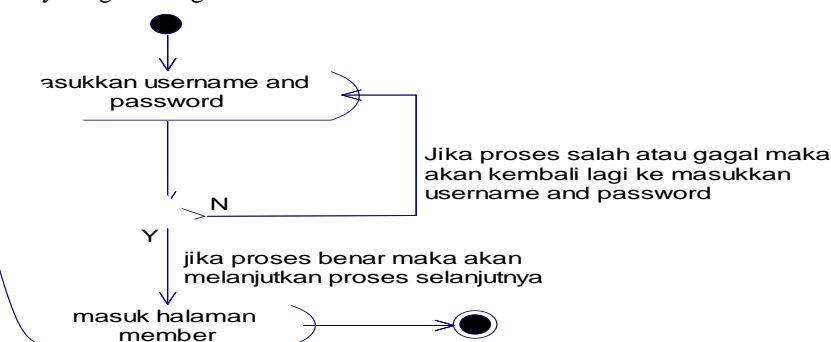 asukkan username and
password
Jika proses salah atau gagal maka
akan kembali lagi ke masukkan
username and password
N
Y
jika proses benar maka akan
melanjutkan proses selanjutnya
masuk halaman
member